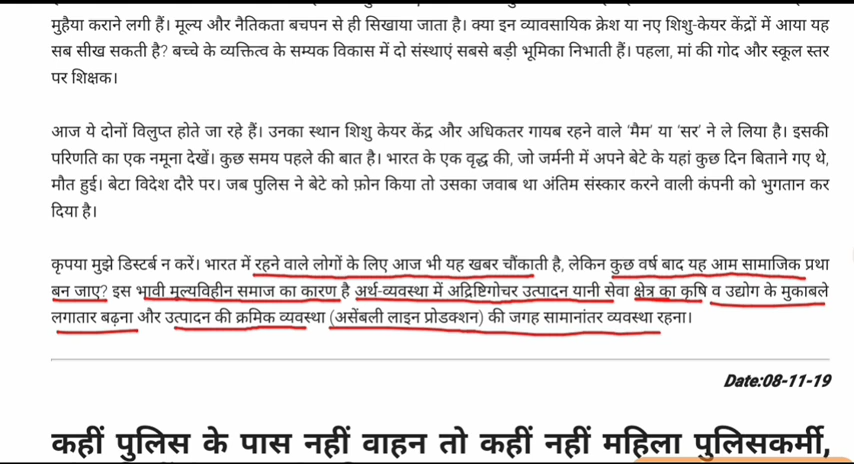 मुहैया कराने लगी हैं। मूल्य और नैतिकता बचपन से ही सिखाया जाता है। क्या इन व्यावसायिक क्रेश या नए शिशु-केयर केंद्रों में आया यह
सब सीख सकती है? बच्चे के व्यक्तित्व के सम्यक विकास में दो संस्थाएं सबसे बड़ी भूमिका निभाती हैं। पहला, मां की गोद और स्कूल स्तर
पर शिक्षक।
आज ये दोनों विलुप्त होते जा रहे हैं। उनका स्थान शिशु केयर केंद्र और अधिकतर गायब रहने वाले 'मैम' या 'सर' ने ले लिया है। इसकी
परिणति का एक नमूना देखें। कुछ समय पहले की बात है। भारत के एक वृद्ध की, जो जर्मनी में अपने बेटे के यहां कुछ दिन बिताने गए थे,
मौत हुई। बेटा विदेश दौरे पर। जब पुलिस ने बेटे को फ़ोन किया तो उसका जवाब था अंतिम संस्कार करने वाली कंपनी को भुगतान कर
दिया है।
कृपया मुझे डिस्टर्ब न करें। भारत में रहने वाले लोगों के लिए आज भी यह खबर चौंकाती है, लेकिन कुछ वर्ष बाद यह आम सामाजिक प्रथा
बन जाए? इस भावी मूल्यविहीन समाज का कारण है अर्थ-व्यवस्था में अद्रिष्टिगोचर उत्पादन यानी सेवा क्षेत्र का कृषि व उद्योग के मुकाबले
लगातार बढ़ना और उत्पादन की क्रमिक व्यवस्था (असेंबली लाइन प्रोडक्शन) की जगह सामानांतर व्यवस्था रहना।
Date:08-11-19
कहीं पुलिस के पास नहीं वाहन तो कहीं नहीं महिला पुलिसकर्मी,